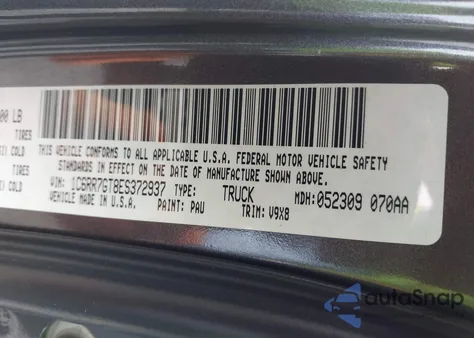 00 LB
TIRES
COLD
TIRES
COLD
THIS VEHICLE CONFORMS TO ALL APPLICABLE U.S.A. FEDERAL MOTOR VEHICLE SAFETY
STANDARDS IN EFFECT ON THE DATE OF MANUFACTURE SHOWN ABOVE.
VIN: 1C6RR7GT8ES372937 TYPE: TRUCK MDH: 052309 070AA
VEHICLE MADE IN U.S.A. PAINT: PAU TRIM: V9X8
autoSnap